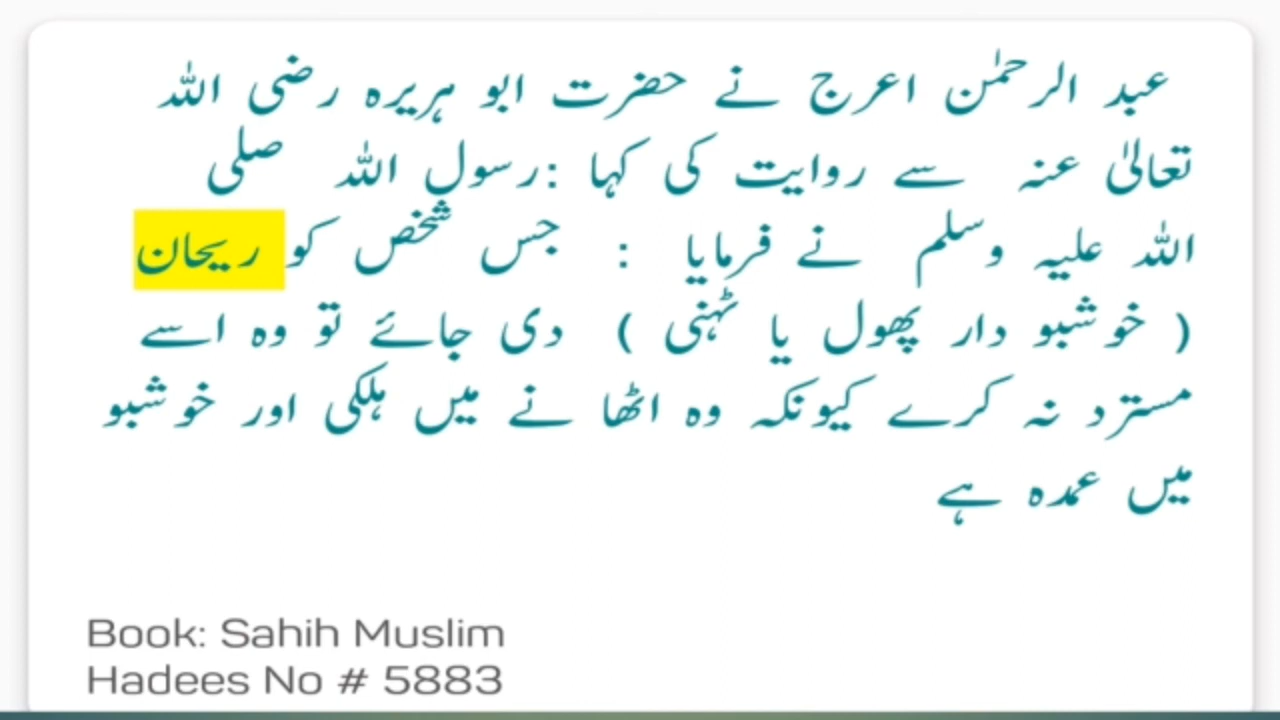 عبد الرحمٰن اعرج نے حضرت ابو ہریرہ رضی اللہ
تعالیٰ عنہ سے روایت کی کہا :رسول اللہ صلی
اللہ علیہ وسلم نے فرمایا : جس شخص کو ریحان
( خوشبو دار پھول یا ٹہنی ) دی جائے تو وہ اسے
مسترد نہ کرے کیونکہ وہ اٹھا نے میں ہلکی اور خوشبو
میں عمدہ ہے
Book: Sahih Muslim
Hadees No # 5883